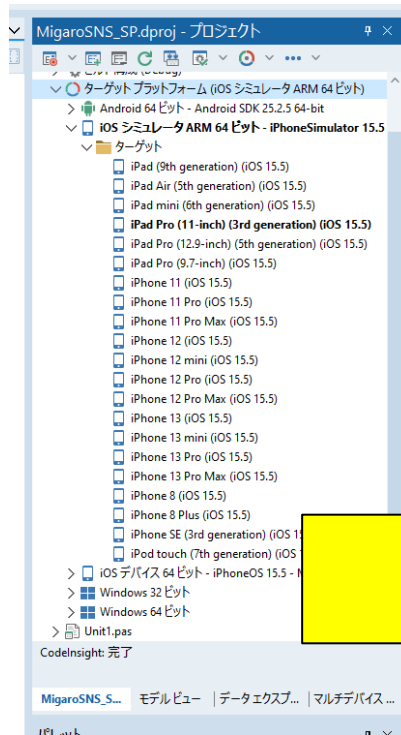 MigaroSNS_SP.dproj - プロジェクト
ターゲット プラットフォーム (iOS シミュレータ ARM 64 ビット)
Android 64 ビット - Android SDK 25.2.5 64-bit
iOS シミュレータ ARM 64 ビット - iPhoneSimulator 15.5
ターゲット
iPad (9th generation) (iOS 15.5)
iPad Air (5th generation) (iOS 15.5)
iPad mini (6th generation) (iOS 15.5)
iPad Pro (11-inch) (3rd generation) (iOS 15.5)
iPad Pro (12.9-inch) (5th generation) (iOS 15.5)
iPad Pro (9.7-inch) (iOS 15.5)
iPhone 11 (iOS 15.5)
iPhone 11 Pro (iOS 15.5)
iPhone 11 Pro Max (iOS 15.5)
iPhone 12 (iOS 15.5)
iPhone 12 mini (iOS 15.5)
iPhone 12 Pro (iOS 15.5)
iPhone 12 Pro Max (iOS 15.5)
iPhone 13 (iOS 15.5)
iPhone 13 mini (iOS 15.5)
iPhone 13 Pro (iOS 15.5)
iPhone 13 Pro Max (iOS 15.5)
iPhone 8 (iOS 15.5)
iPhone 8 Plus (iOS 15.5)
iPhone SE (3rd generation) (iOS
iPod touch (7th generation) (iOS
iOS デバイス 64 ビット - iPhoneOS 15.5 -
Windows 32 ビット
Windows 64 ビット
Unit1.pas
CodeInsight: 完了
MigaroSNS_S... モデル ビュー データ エクスプ... マルチデバイス ...